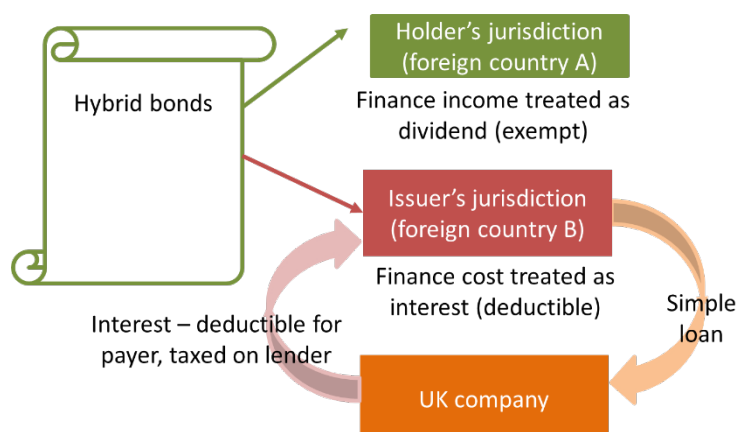 Hybrid bonds
Holder’s jurisdiction
(foreign country A)
Finance income treated as
dividend (exempt)
Issuer’s jurisdiction
(foreign country B)
Finance cost treated as
interest (deductible)
Interest – deductible for
payer, taxed on lender
Simple
loan
UK company